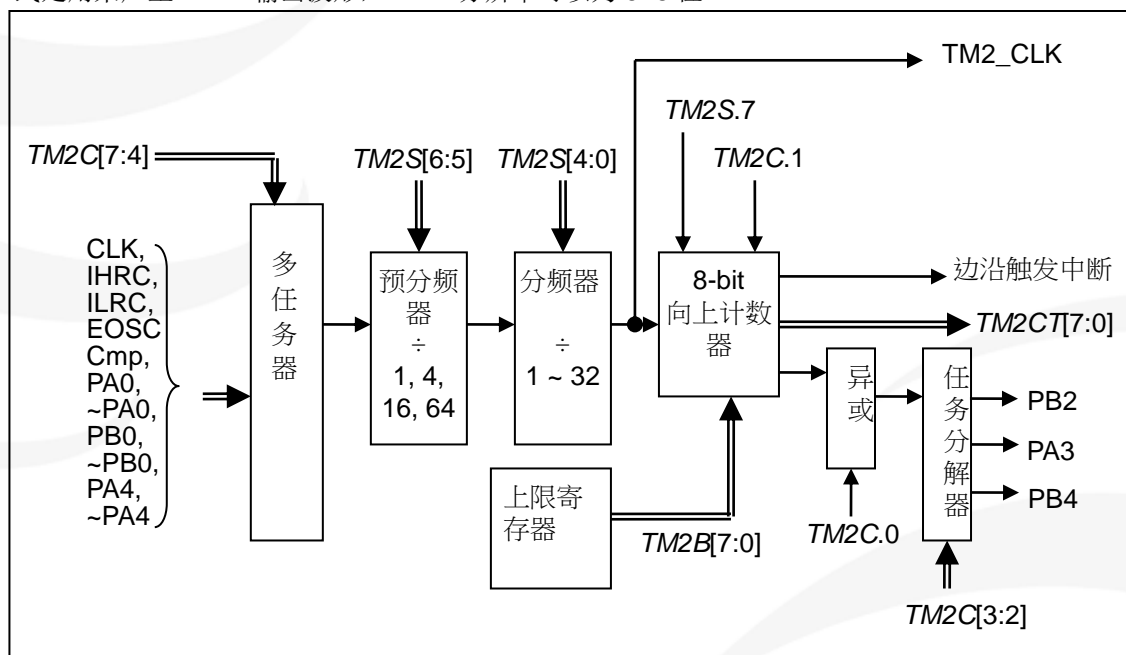 TM2_CLK
TM2S.7
TM2C[7:4]
TM2S[6:5]
TM2S[4:0]
TM2C.1
CLK,
IHRC,
ILRC,
EOSC
Cmp,
PA0,
~PA0,
PB0,
~PB0,
PA4,
~PA4
多
任
务
器
预分频
器
÷
1, 4,
16, 64
分频器
÷
1 ~ 32
8-bit
向上计数
器
边沿触发中断
TM2CT[7:0]
异
或
任
务
分
解
器
PB2
PA3
PB4
上限寄
存器
TM2B[7:0]
TM2C.0
TM2C[3:2]